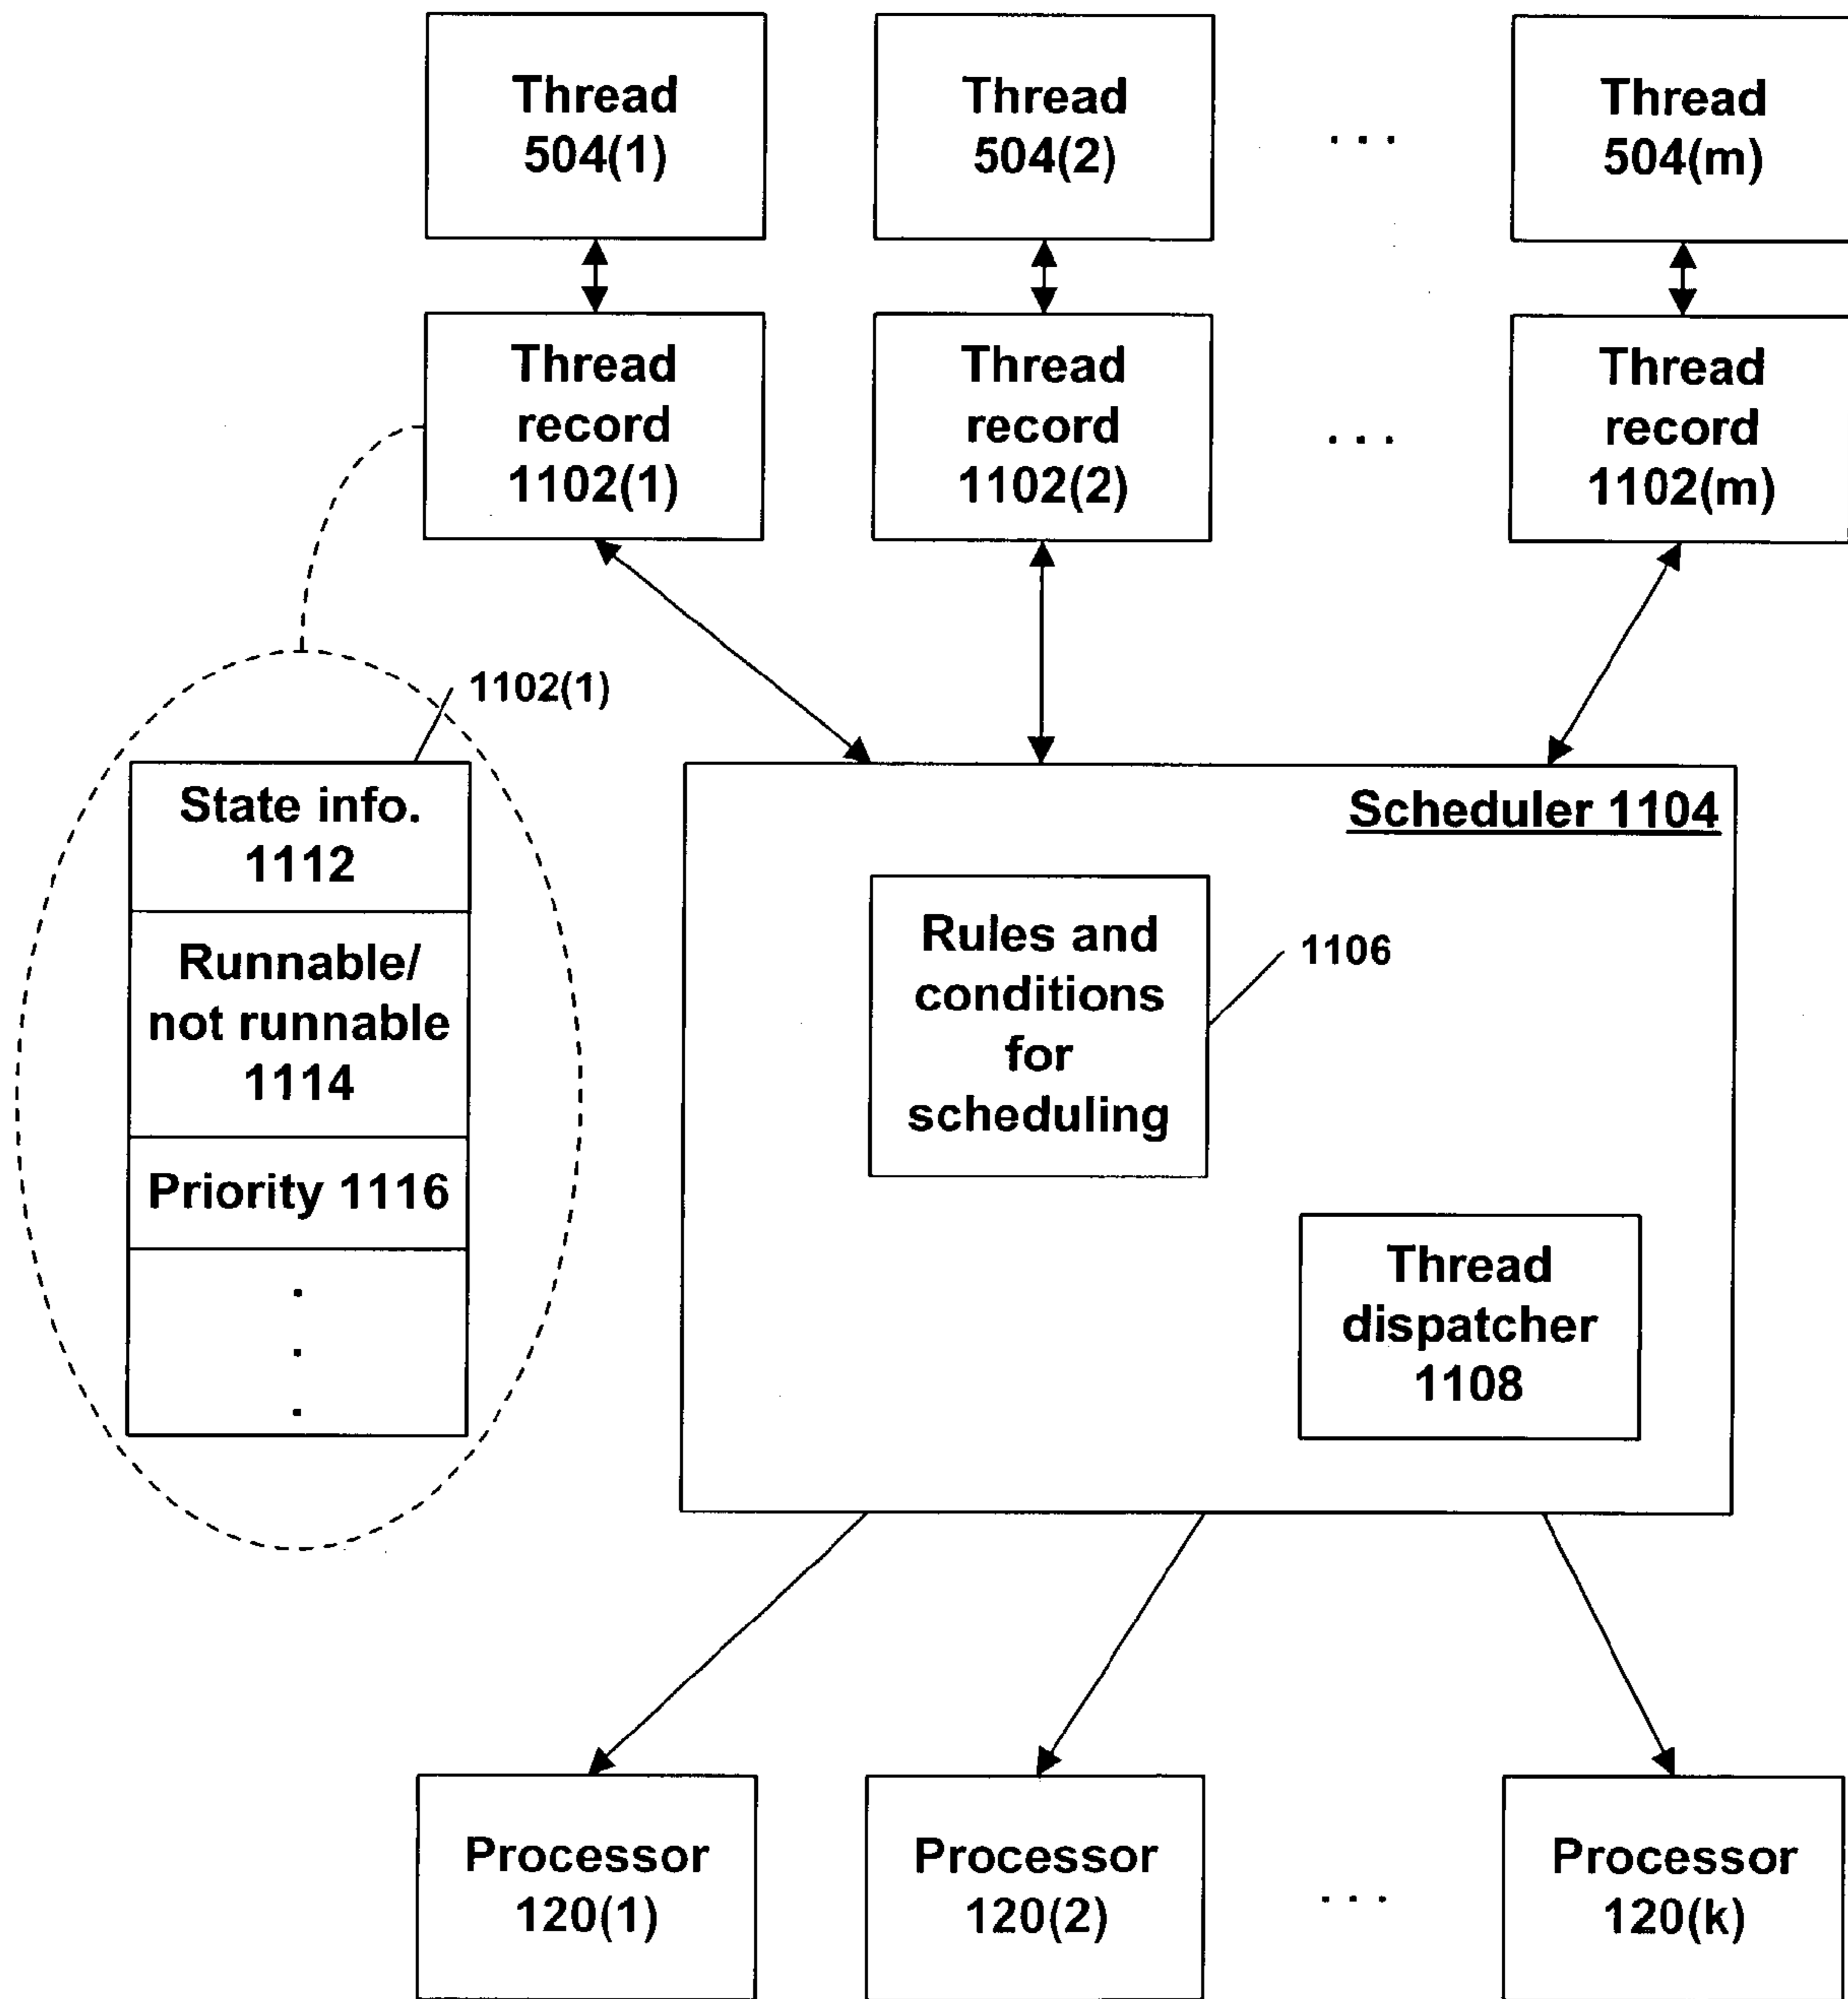 Thread
504(1)
Thread
504(2)
. . .
Thread
504(m)
Thread
record
1102(1)
Thread
record
1102(2)
. . .
Thread
record
1102(m)
1102(1)
State info.
1112
Runnable/
not runnable
1114
Priority 1116
.
.
.
Scheduler 1104
Rules and
conditions
for
scheduling
1106
Thread
dispatcher
1108
Processor
120(1)
Processor
120(2)
. . .
Processor
120(k)